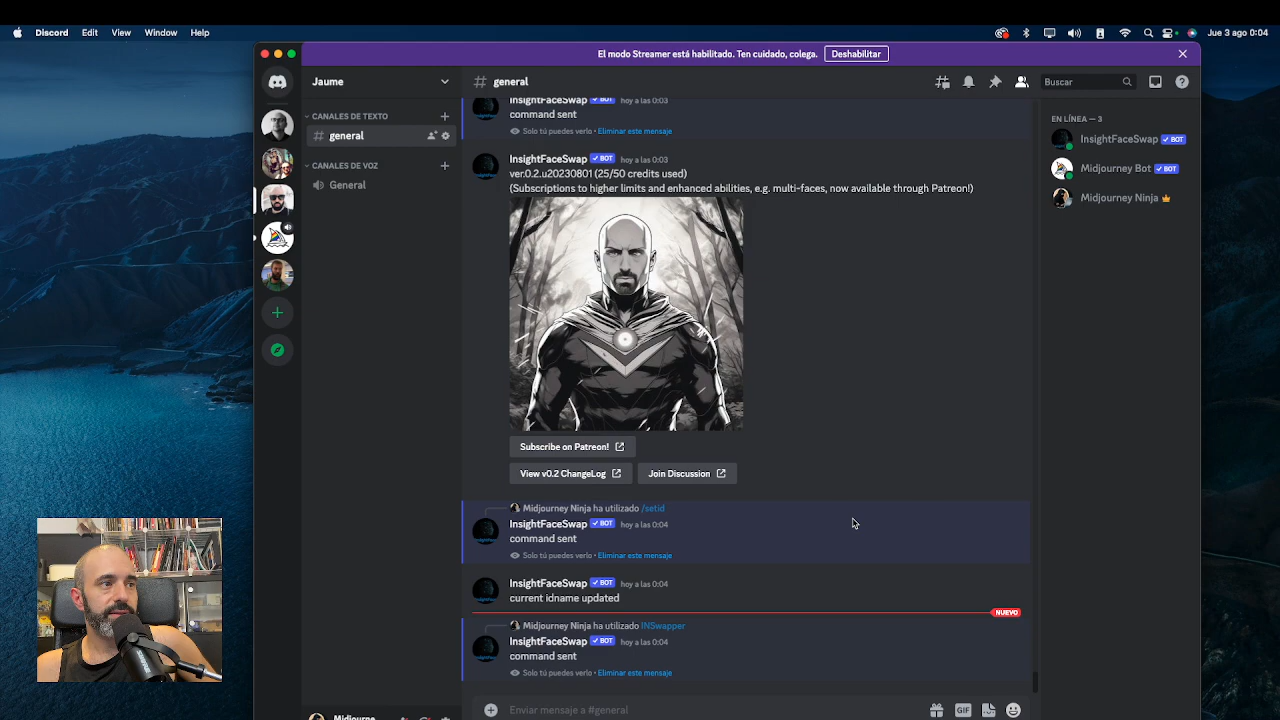 Discord Edit View Window Help
Jue 3 ago 0:04
El modo Streamer está habilitado. Ten cuidado, colega. Deshabilitar
Jaume
# general
Buscar
CANALES DE TEXTO
# general
CANALES DE VOZ
General
InsightFaceSwap BOT hoy a las 0:03
command sent
Solo tú puedes verlo • Eliminar este mensaje
InsightFaceSwap BOT hoy a las 0:03
ver.0.2.u20230801 (25/50 credits used)
(Subscriptions to higher limits and enhanced abilities, e.g. multi-faces, now available through Patreon!)
Subscribe on Patreon!
View v0.2 ChangeLog
Join Discussion
Midjourney Ninja ha utilizado /setid
InsightFaceSwap BOT hoy a las 0:04
command sent
Solo tú puedes verlo • Eliminar este mensaje
InsightFaceSwap BOT hoy a las 0:04
current idname updated
NUEVO
Midjourney Ninja ha utilizado INSwapper
InsightFaceSwap BOT hoy a las 0:04
command sent
Solo tú puedes verlo • Eliminar este mensaje
Enviar mensaje a #general
GIF
EN LÍNEA — 3
InsightFaceSwap BOT
Midjourney Bot BOT
Midjourney Ninja
Midjourne